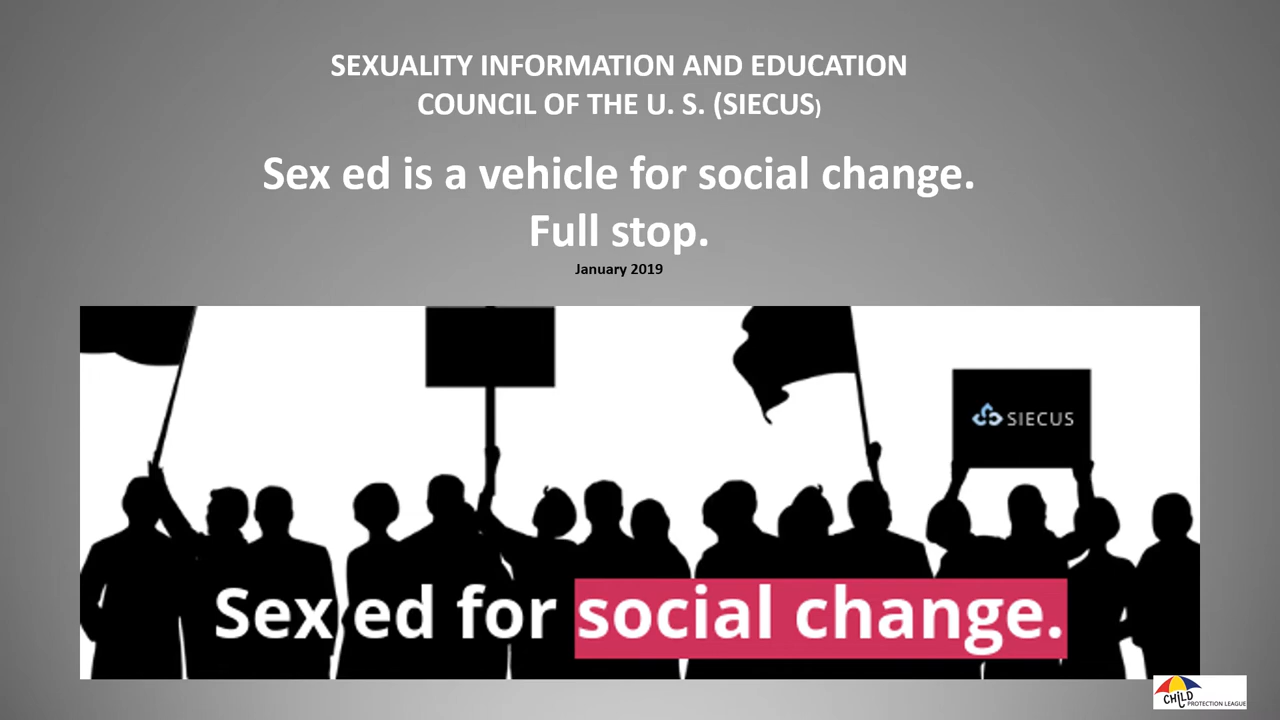 SEXUALITY INFORMATION AND EDUCATION
COUNCIL OF THE U. S. (SIECUS)
Sex ed is a vehicle for social change.
Full stop.
January 2019
SIECUS
Sex ed for social change.
CHILD
PROTECTION LEAGUE